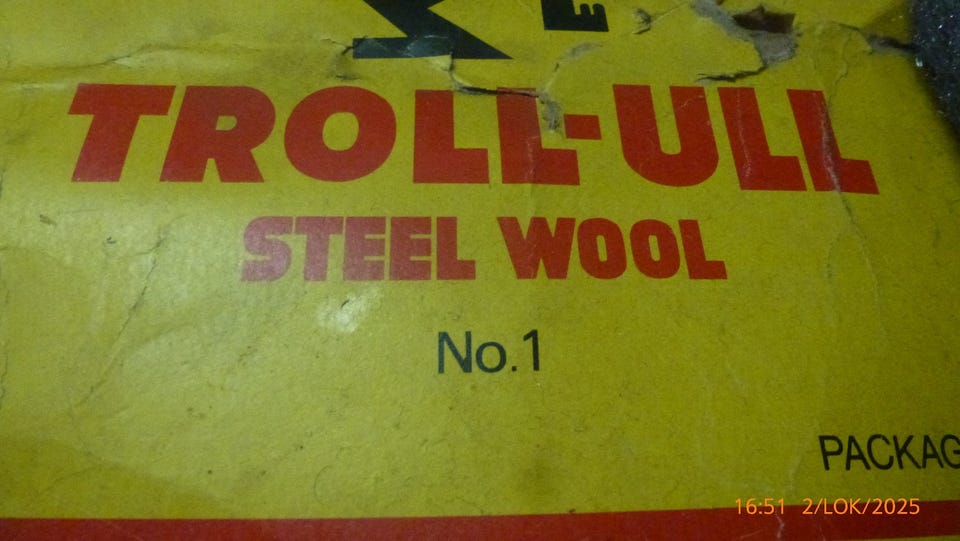 TROLL-ULL
STEEL WOOL
No.1
PACKAG
16:51 2/LOK/2025